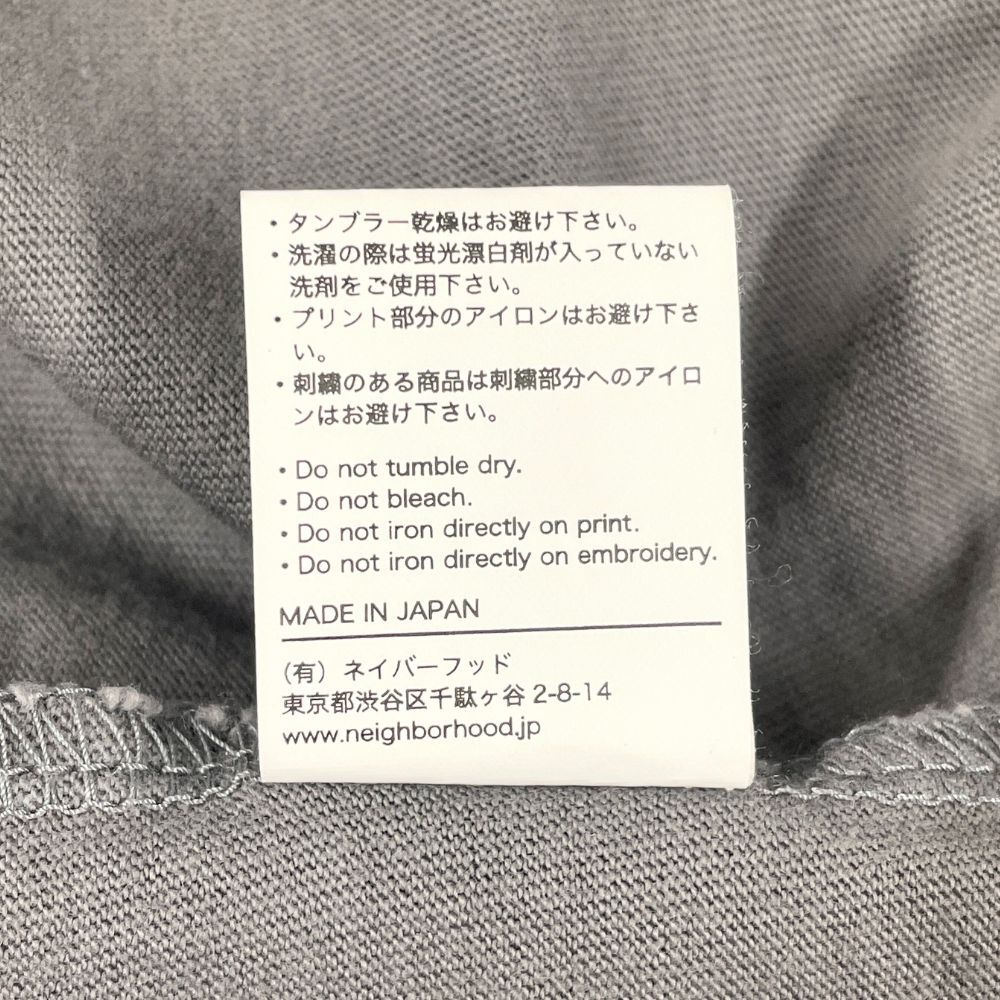 ・タンブラー乾燥はお避け下さい。
・洗濯の際は蛍光漂白剤が入っていない
洗剤をご使用下さい。
・プリント部分のアイロンはお避け下さ
い。
・刺繍のある商品は刺繍部分へのアイロ
ンはお避け下さい。
・Do not tumble dry.
・Do not bleach.
・Do not iron directly on print.
・Do not iron directly on embroidery.
MADE IN JAPAN
(有) ネイバーフッド
東京都渋谷区千駄ヶ谷 2-8-14
www.neighborhood.jp